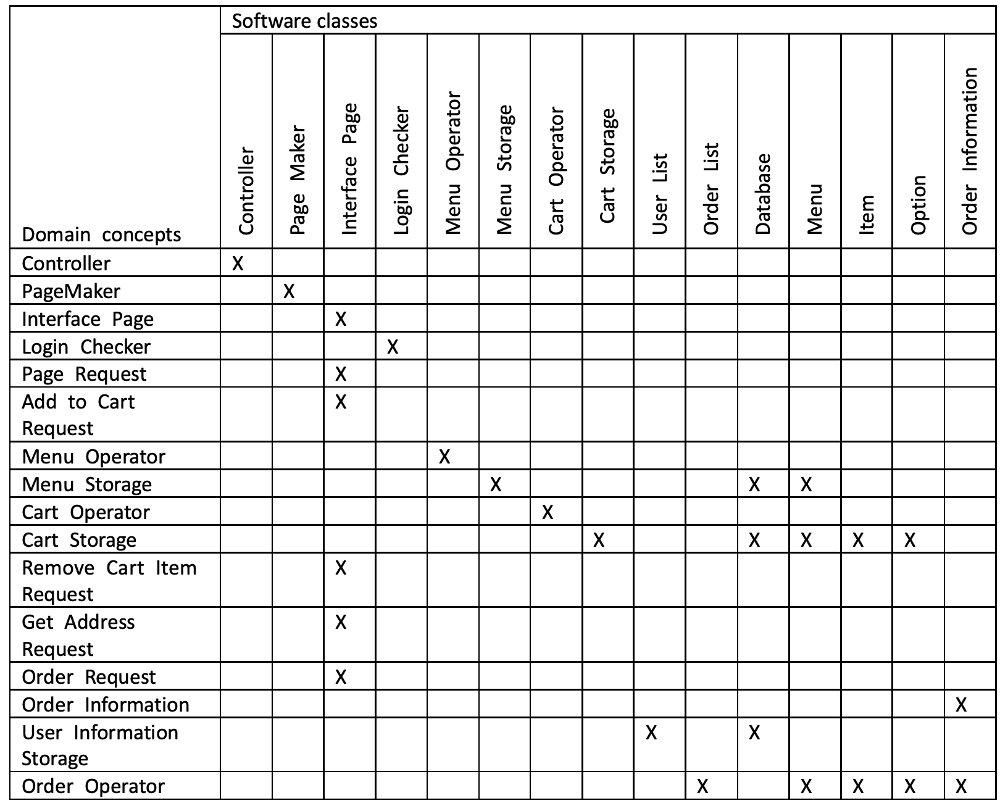 Software classes
Domain concepts
Controller
Page Maker
Interface Page
Login Checker
Menu Operator
Menu Storage
Cart Operator
Cart Storage
User List
Order List
Database
Menu
Item
Option
Order Information
Controller X
PageMaker X
Interface Page X
Login Checker X
Page Request X
Add to Cart X
Request
Menu Operator X
Menu Storage X X X
Cart Operator X
Cart Storage X X X X X
Remove Cart Item X
Request
Get Address X
Request
Order Request X
Order Information X
User Information X X
Storage
Order Operator X X X X X